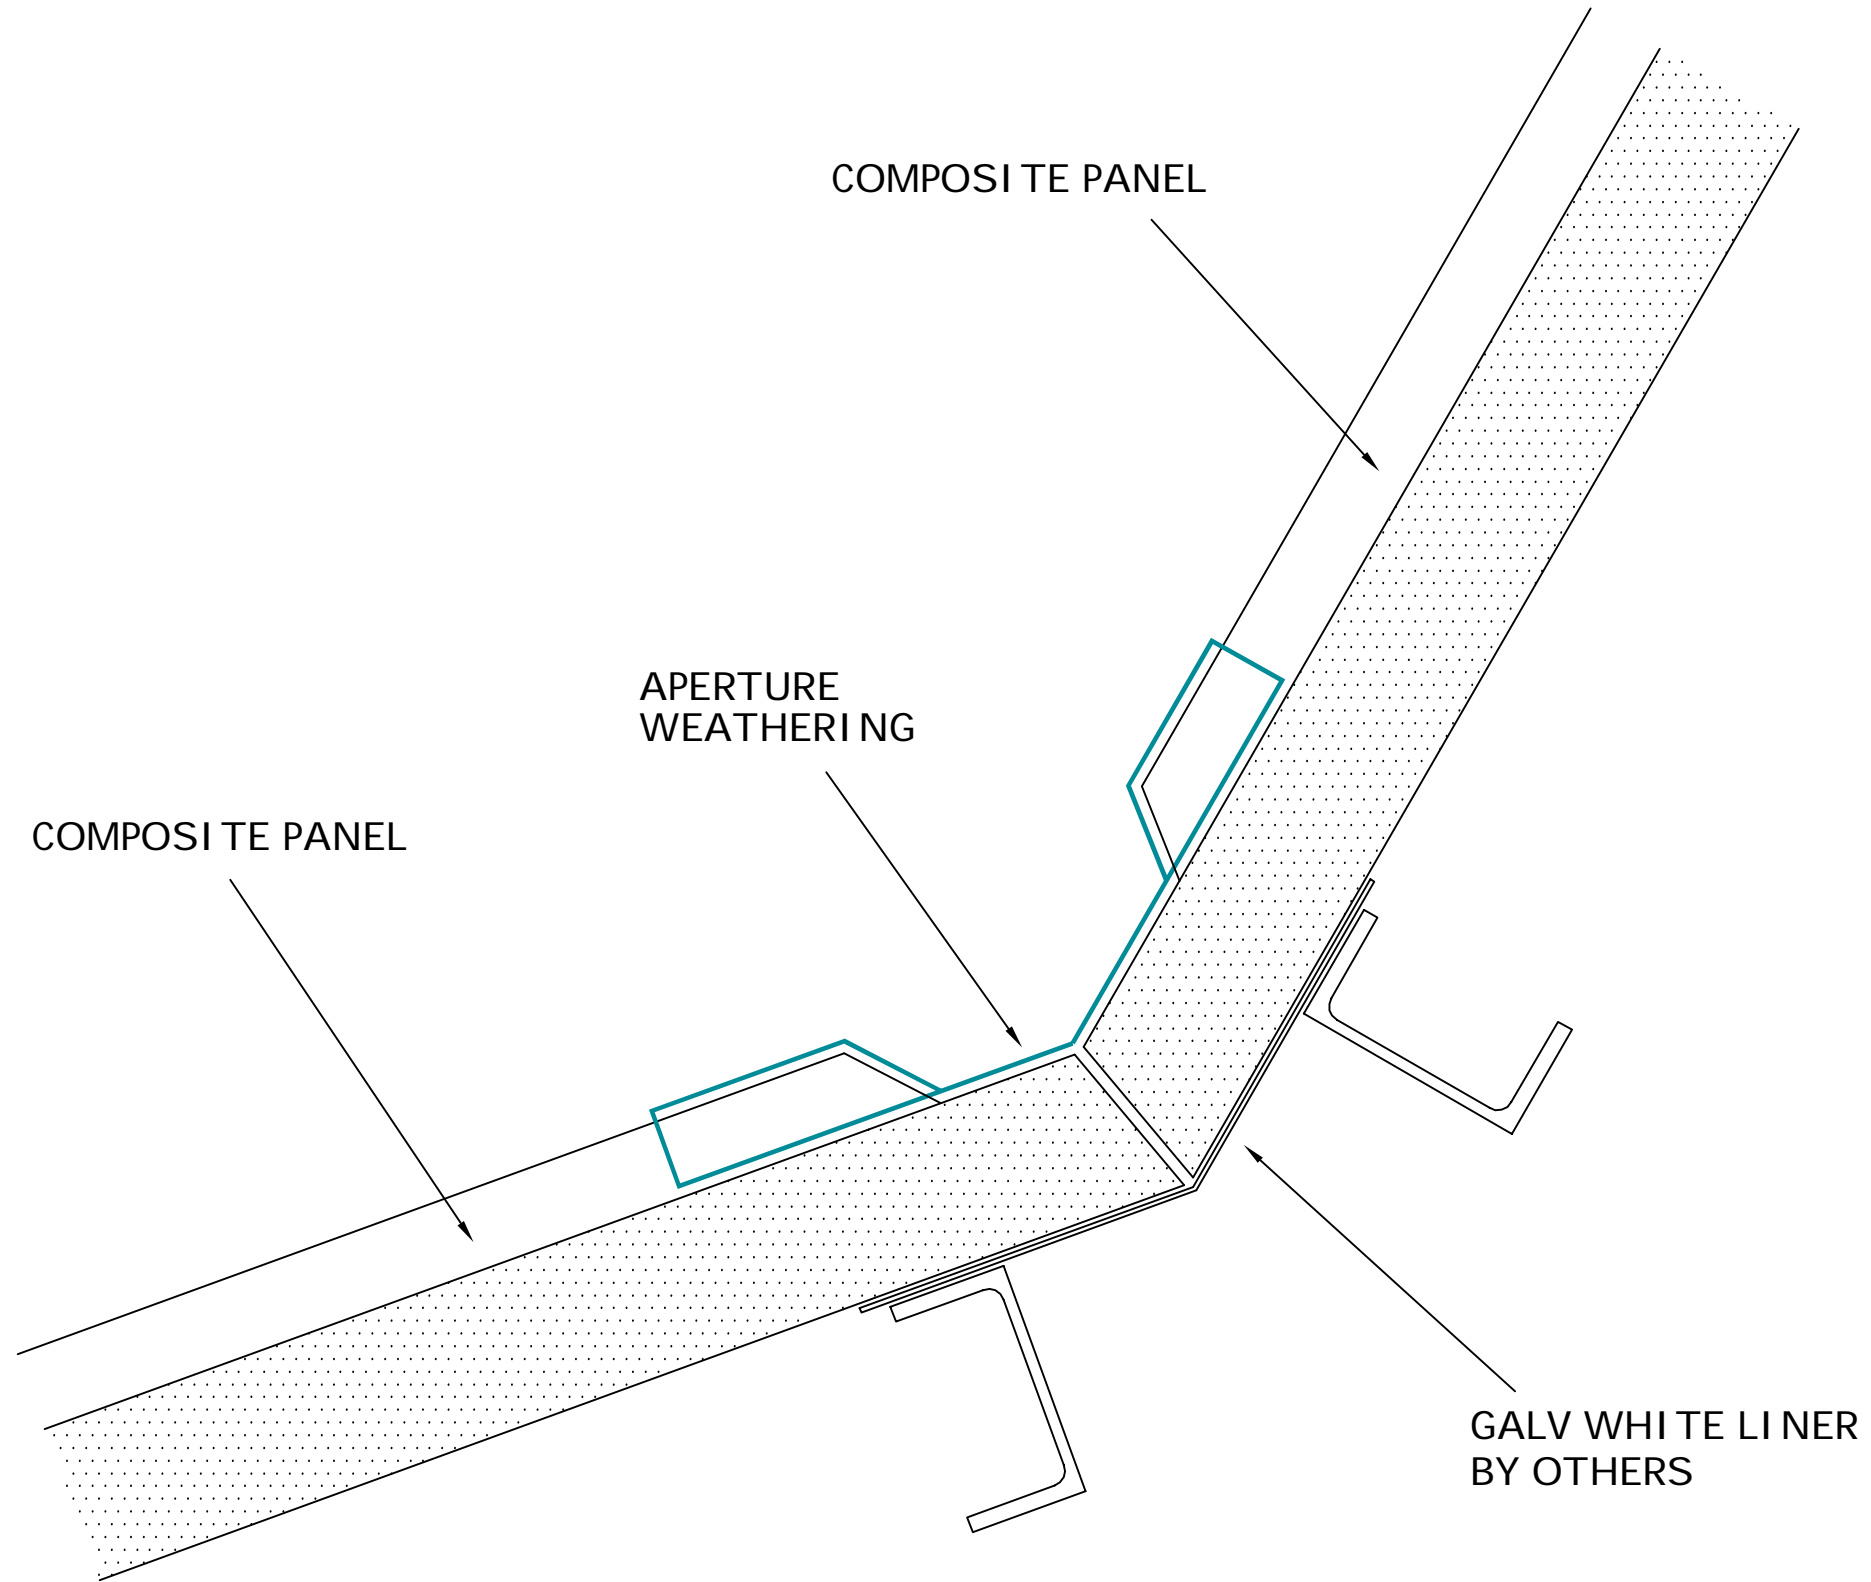 COMPOSITE PANEL
APERTURE
WEATHERING
COMPOSITE PANEL
GALV WHITE LINER
BY OTHERS